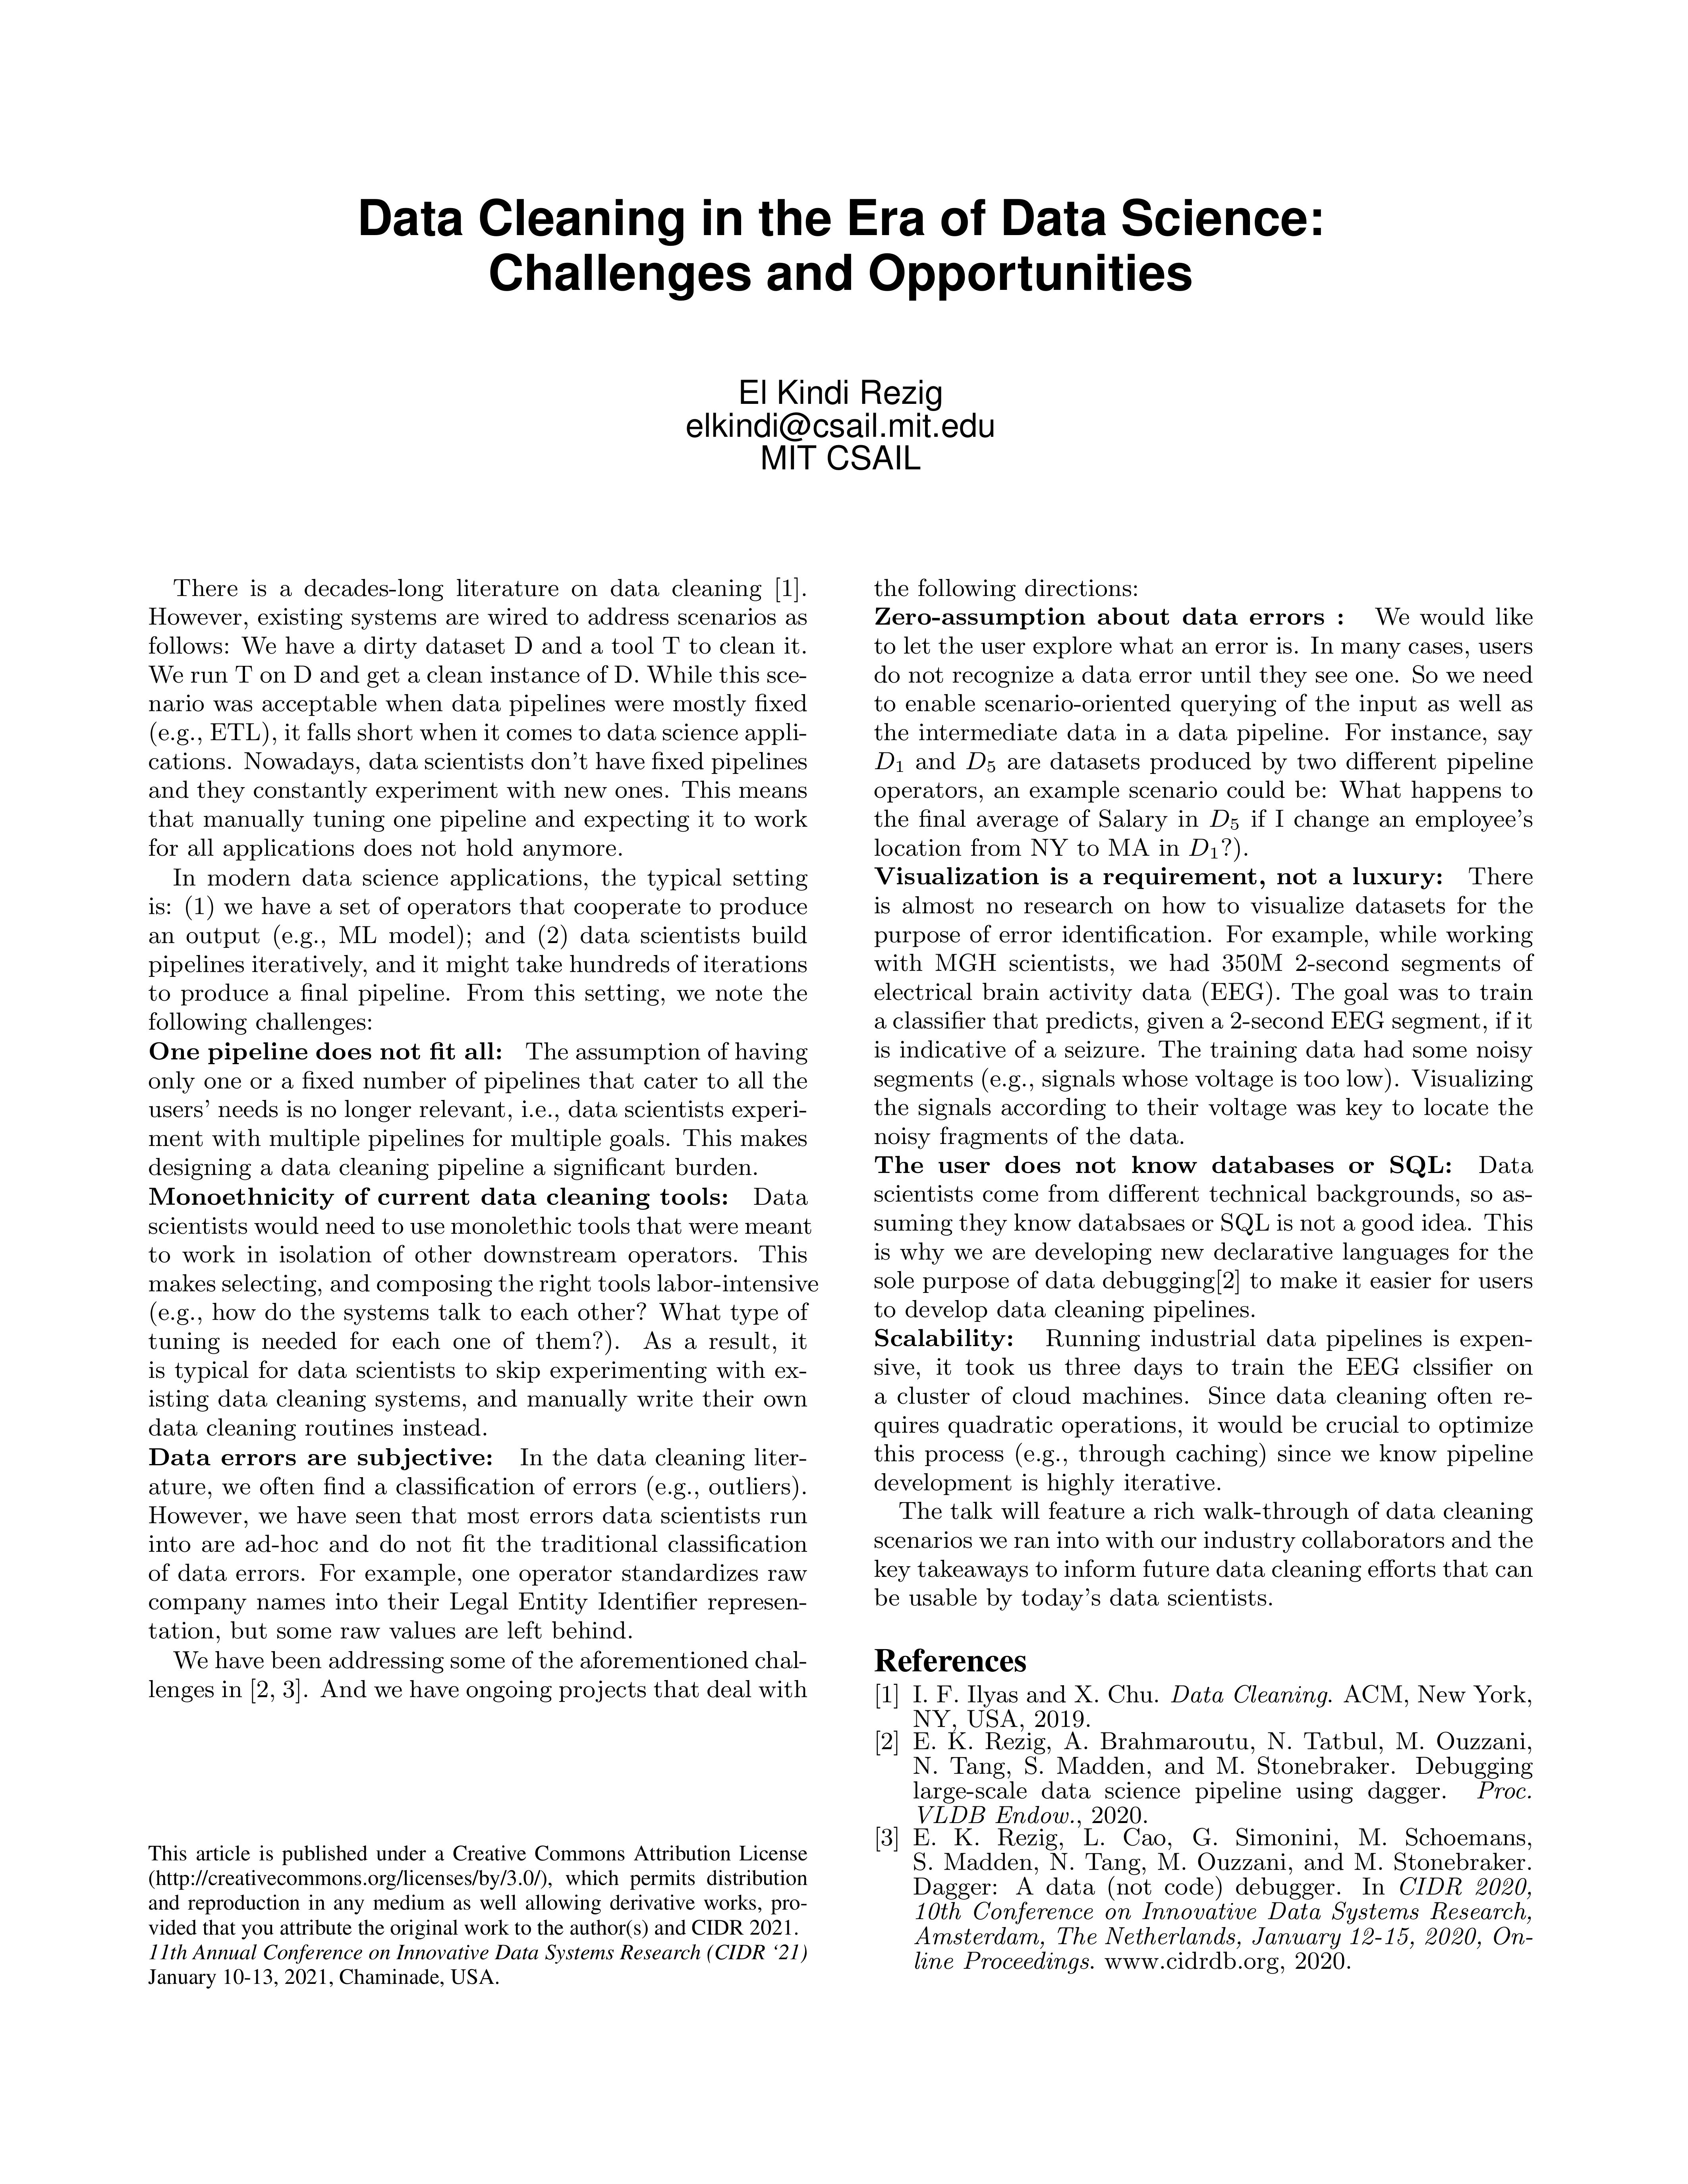 Data Cleaning in the Era of Data Science:
Challenges and Opportunities
El Kindi Rezig
elkindi@csail.mit.edu
MIT CSAIL
There is a decades-long literature on data cleaning [1].
However, existing systems are wired to address scenarios as
follows: We have a dirty dataset D and a tool T to clean it.
We run T on D and get a clean instance of D. While this sce-
nario was acceptable when data pipelines were mostly fixed
(e.g., ETL), it falls short when it comes to data science appli-
cations. Nowadays, data scientists don't have fixed pipelines
and they constantly experiment with new ones. This means
that manually tuning one pipeline and expecting it to work
for all applications does not hold anymore.
In modern data science applications, the typical setting
is: (1) we have a set of operators that cooperate to produce
an output (e.g., ML model); and (2) data scientists build
pipelines iteratively, and it might take hundreds of iterations
to produce a final pipeline. From this setting, we note the
following challenges:
One pipeline does not fit all: The assumption of having
only one or a fixed number of pipelines that cater to all the
users' needs is no longer relevant, i.e., data scientists experi-
ment with multiple pipelines for multiple goals. This makes
designing a data cleaning pipeline a significant burden.
Monoethnicity of current data cleaning tools: Data
scientists would need to use monolethic tools that were meant
to work in isolation of other downstream operators. This
makes selecting, and composing the right tools labor-intensive
(e.g., how do the systems talk to each other? What type of
tuning is needed for each one of them?). As a result, it
is typical for data scientists to skip experimenting with ex-
isting data cleaning systems, and manually write their own
data cleaning routines instead.
Data errors are subjective: In the data cleaning liter-
ature, we often find a classification of errors (e.g., outliers).
However, we have seen that most errors data scientists run
into are ad-hoc and do not fit the traditional classification
of data errors. For example, one operator standardizes raw
company names into their Legal Entity Identifier represen-
tation, but some raw values are left behind.
We have been addressing some of the aforementioned chal-
lenges in [2, 3]. And we have ongoing projects that deal with
This article is published under a Creative Commons Attribution License
(http://creativecommons.org/licenses/by/3.0/), which permits distribution
and reproduction in any medium as well allowing derivative works, pro-
vided that you attribute the original work to the author(s) and CIDR 2021.
11th Annual Conference on Innovative Data Systems Research (CIDR ‘21)
January 10-13, 2021, Chaminade, USA.
the following directions:
Zero-assumption about data errors : We would like
to let the user explore what an error is. In many cases, users
do not recognize a data error until they see one. So we need
to enable scenario-oriented querying of the input as well as
the intermediate data in a data pipeline. For instance, say
D1 and D5 are datasets produced by two different pipeline
operators, an example scenario could be: What happens to
the final average of Salary in D5 if I change an employee's
location from NY to MA in D1?).
Visualization is a requirement, not a luxury: There
is almost no research on how to visualize datasets for the
purpose of error identification. For example, while working
with MGH scientists, we had 350M 2-second segments of
electrical brain activity data (EEG). The goal was to train
a classifier that predicts, given a 2-second EEG segment, if it
is indicative of a seizure. The training data had some noisy
segments (e.g., signals whose voltage is too low). Visualizing
the signals according to their voltage was key to locate the
noisy fragments of the data.
The user does not know databases or SQL: Data
scientists come from different technical backgrounds, so as-
suming they know databsaes or SQL is not a good idea. This
is why we are developing new declarative languages for the
sole purpose of data debugging[2] to make it easier for users
to develop data cleaning pipelines.
Scalability: Running industrial data pipelines is expen-
sive, it took us three days to train the EEG clssifier on
a cluster of cloud machines. Since data cleaning often re-
quires quadratic operations, it would be crucial to optimize
this process (e.g., through caching) since we know pipeline
development is highly iterative.
The talk will feature a rich walk-through of data cleaning
scenarios we ran into with our industry collaborators and the
key takeaways to inform future data cleaning efforts that can
be usable by today's data scientists.
References
[1] I. F. Ilyas and X. Chu. Data Cleaning. ACM, New York,
NY, USA, 2019.
[2] E. K. Rezig, A. Brahmaroutu, N. Tatbul, M. Ouzzani,
N. Tang, S. Madden, and M. Stonebraker. Debugging
large-scale data science pipeline using dagger. Proc.
VLDB Endow., 2020.
[3] E. K. Rezig, L. Cao, G. Simonini, M. Schoemans,
S. Madden, N. Tang, M. Ouzzani, and M. Stonebraker.
Dagger: A data (not code) debugger. In CIDR 2020,
10th Conference on Innovative Data Systems Research,
Amsterdam, The Netherlands, January 12-15, 2020, On-
line Proceedings. www.cidrdb.org, 2020.